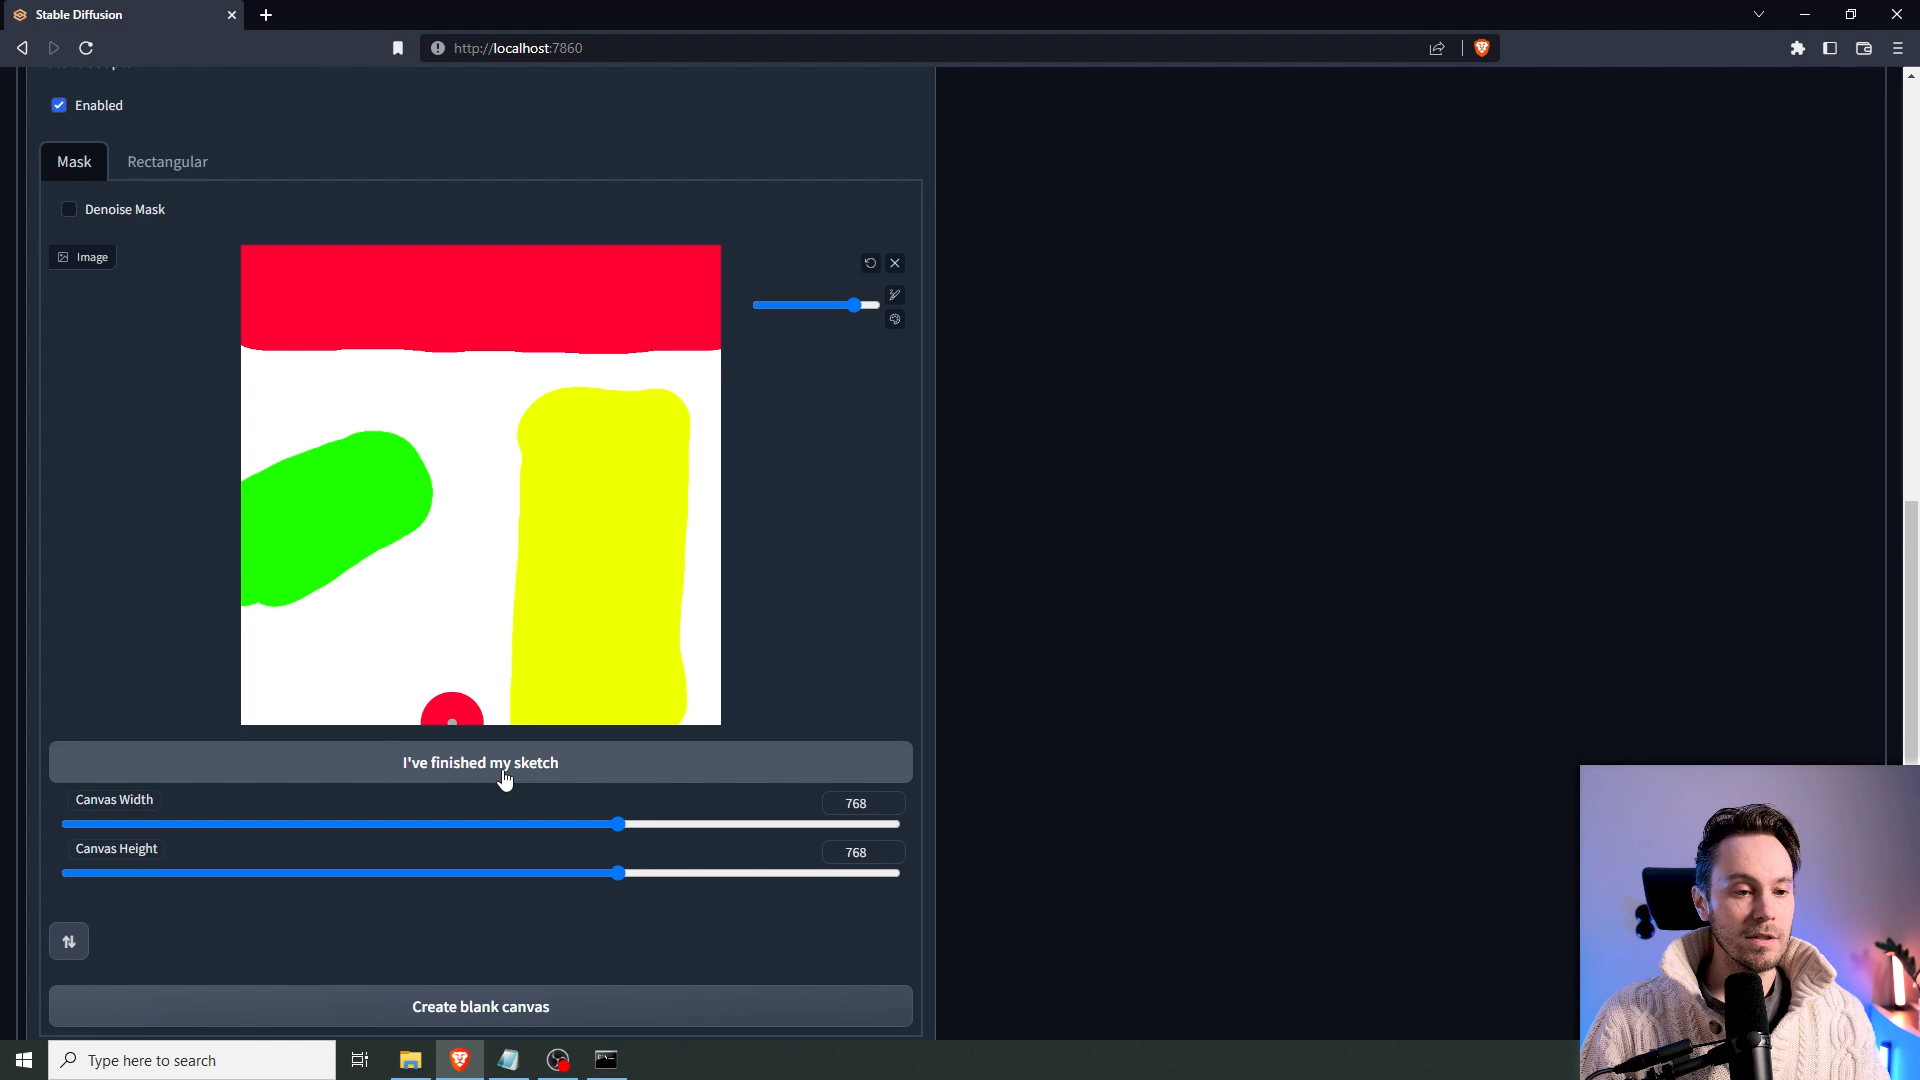 Stable Diffusion
http://localhost:7860
Enabled
Mask
Rectangular
Denoise Mask
Image
I've finished my sketch
Canvas Width
768
Canvas Height
768
Create blank canvas
Type here to search